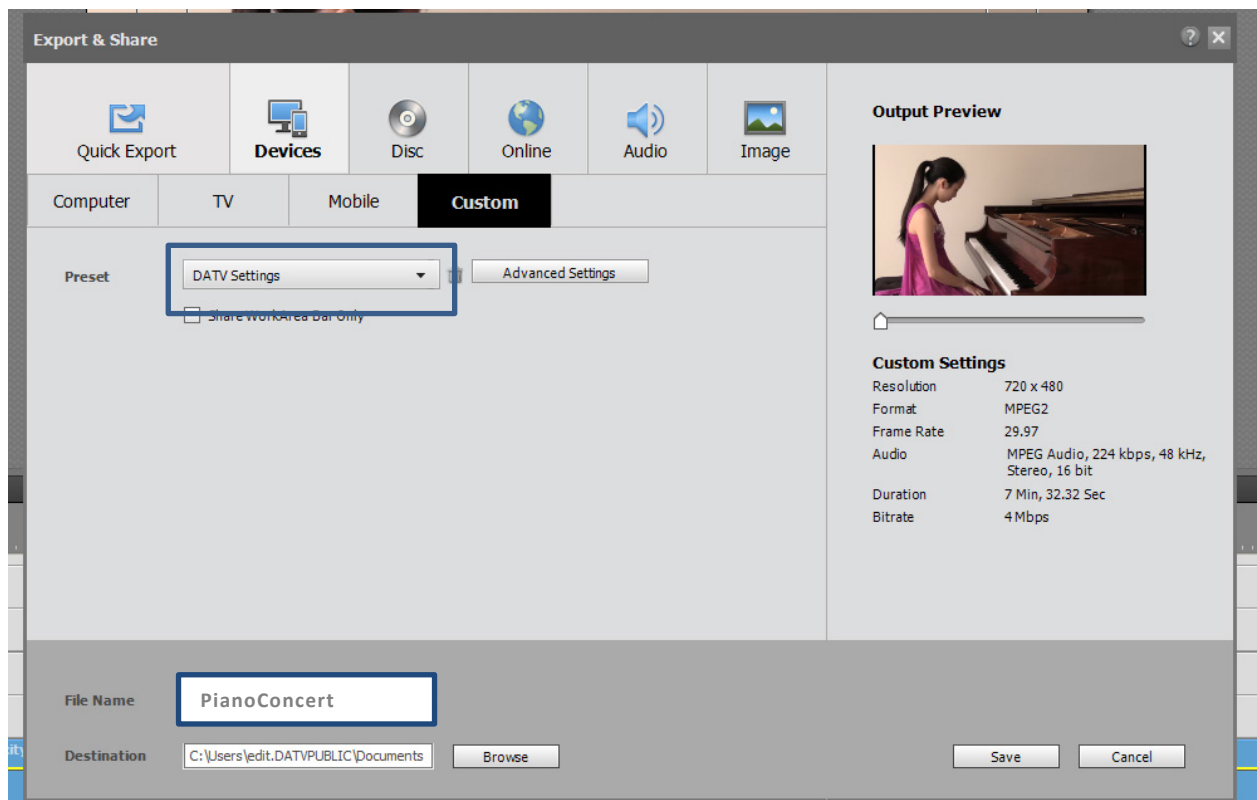 Export & Share
?
Quick Export
Devices
Disc
Online
Audio
Image
Computer
TV
Mobile
Custom
Preset
DATV Settings
Advanced Settings
Share WorkArea Bar Only
Output Preview
Custom Settings
Resolution 720 x 480
Format MPEG2
Frame Rate 29.97
Audio MPEG Audio, 224 kbps, 48 kHz,
Stereo, 16 bit
Duration 7 Min, 32.32 Sec
Bitrate 4 Mbps
File Name PianoConcert
Destination C:\Users\edit.DATVPUBLIC\Documents
Browse
Save
Cancel